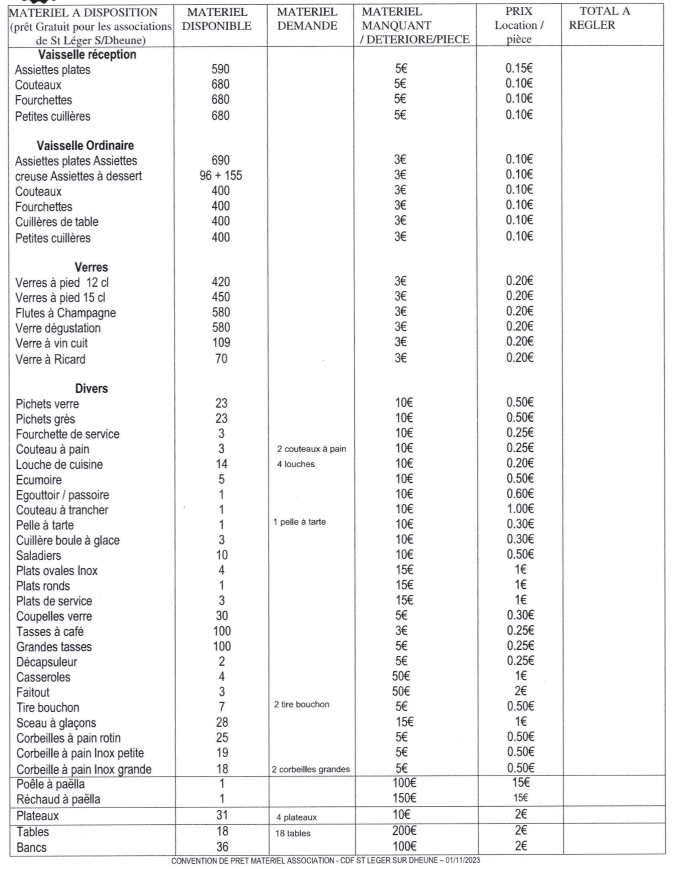 MATERIEL A DISPOSITION MATERIEL MATERIEL MATERIEL PRIX TOTAL A
(prêt Gratuit pour les associations DISPONIBLE DEMANDE MANQUANT Location / REGLER
de St Léger S/Dheune) / DETERIORE/PIECE pièce
Vaisselle réception
Assiettes plates 590 5€ 0.15€
Couteaux 680 5€ 0.10€
Fourchettes 680 5€ 0.10€
Petites cuillères 680 5€ 0.10€
Vaisselle Ordinaire
Assiettes plates Assiettes 690 3€ 0.10€
creuse Assiettes à dessert 96 + 155 3€ 0.10€
Couteaux 400 3€ 0.10€
Fourchettes 400 3€ 0.10€
Cuillères de table 400 3€ 0.10€
Petites cuillères 400 3€ 0.10€
Verres
Verres à pied 12 cl 420 3€ 0.20€
Verres à pied 15 cl 450 3€ 0.20€
Flutes à Champagne 580 3€ 0.20€
Verre dégustation 580 3€ 0.20€
Verre à vin cuit 109 3€ 0.20€
Verre à Ricard 70 3€ 0.20€
Divers
Pichets verre 23 10€ 0.50€
Pichets grès 23 10€ 0.50€
Fourchette de service 3 10€ 0.25€
Couteau à pain 3 2 couteaux à pain 10€ 0.25€
Louche de cuisine 14 4 louches 10€ 0.20€
Ecumoire 5 10€ 0.50€
Egouttoir / passoire 1 10€ 0.60€
Couteau à trancher 1 10€ 1.00€
Pelle à tarte 1 1 pelle à tarte 10€ 0.30€
Cuillère boule à glace 3 10€ 0.30€
Saladiers 10 10€ 0.50€
Plats ovales Inox 4 15€ 1€
Plats ronds 1 15€ 1€
Plats de service 3 15€ 1€
Coupelles verre 30 5€ 0.30€
Tasses à café 100 3€ 0.25€
Grandes tasses 100 5€ 0.25€
Décapsuleur 2 5€ 0.25€
Casseroles 4 50€ 1€
Faitout 3 50€ 2€
Tire bouchon 7 2 tire bouchon 5€ 0.50€
Sceau à glaçons 28 15€ 1€
Corbeilles à pain rotin 25 5€ 0.50€
Corbeille à pain Inox petite 19 5€ 0.50€
Corbeille à pain Inox grande 18 2 corbeilles grandes 5€ 0.50€
Poêle à paëlla 1 100€ 15€
Réchaud à paëlla 1 150€ 15€
Plateaux 31 4 plateaux 10€ 2€
Tables 18 18 tables 200€ 2€
Bancs 36 100€ 2€
CONVENTION DE PRET MATERIEL ASSOCIATION - CDF ST LEGER SUR DHEUNE – 01/11/2023